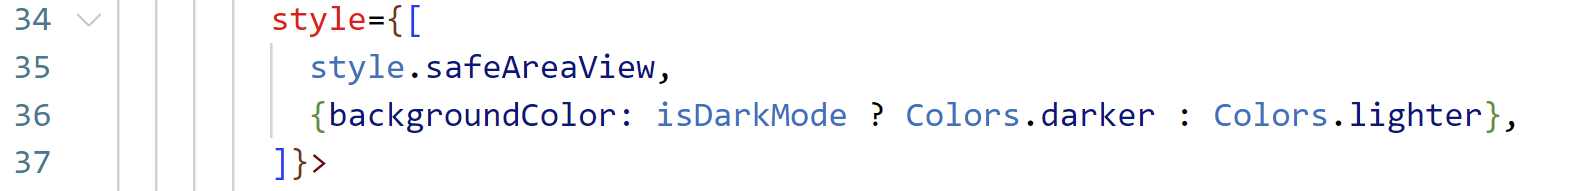 34 style={[
35 style.safeAreaView,
36 {backgroundColor: isDarkMode ? Colors.darker : Colors.lighter},
37 ]}>